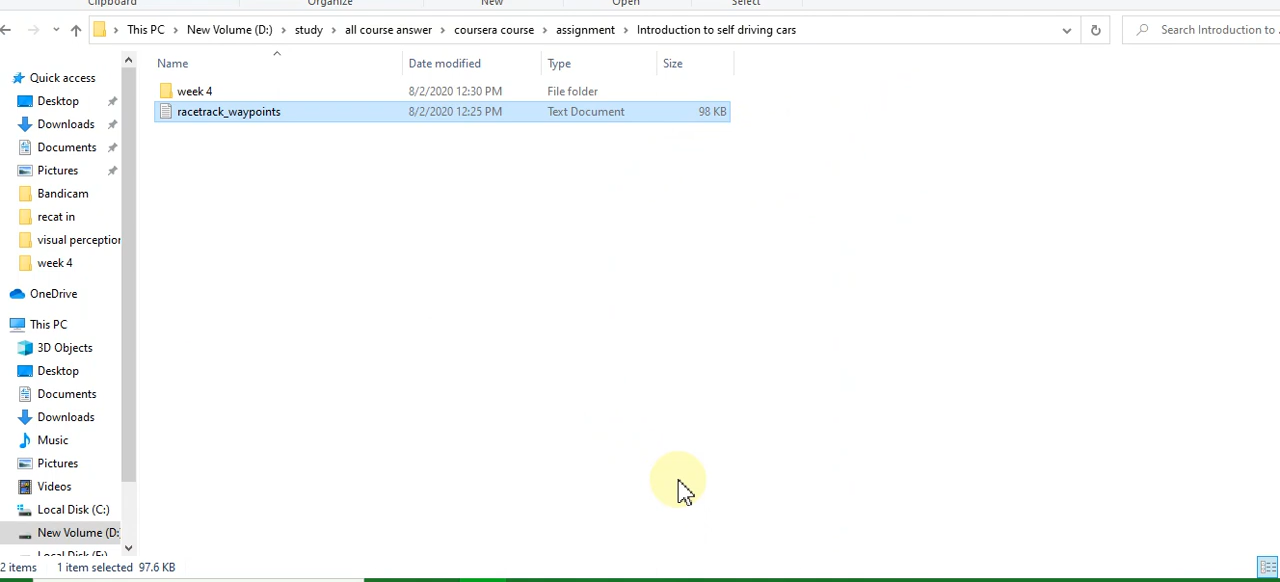 Clipboard Organize New Open Select
This PC > New Volume (D:) > study > all course answer > coursera course > assignment > Introduction to self driving cars
Search Introduction to
Name Date modified Type Size
week 4 8/2/2020 12:30 PM File folder
racetrack_waypoints 8/2/2020 12:25 PM Text Document 98 KB
Quick access
Desktop
Downloads
Documents
Pictures
Bandicam
recat in
visual perception
week 4
OneDrive
This PC
3D Objects
Desktop
Documents
Downloads
Music
Pictures
Videos
Local Disk (C:)
New Volume (D:
Local Disk (E:)
2 items 1 item selected 97.6 KB